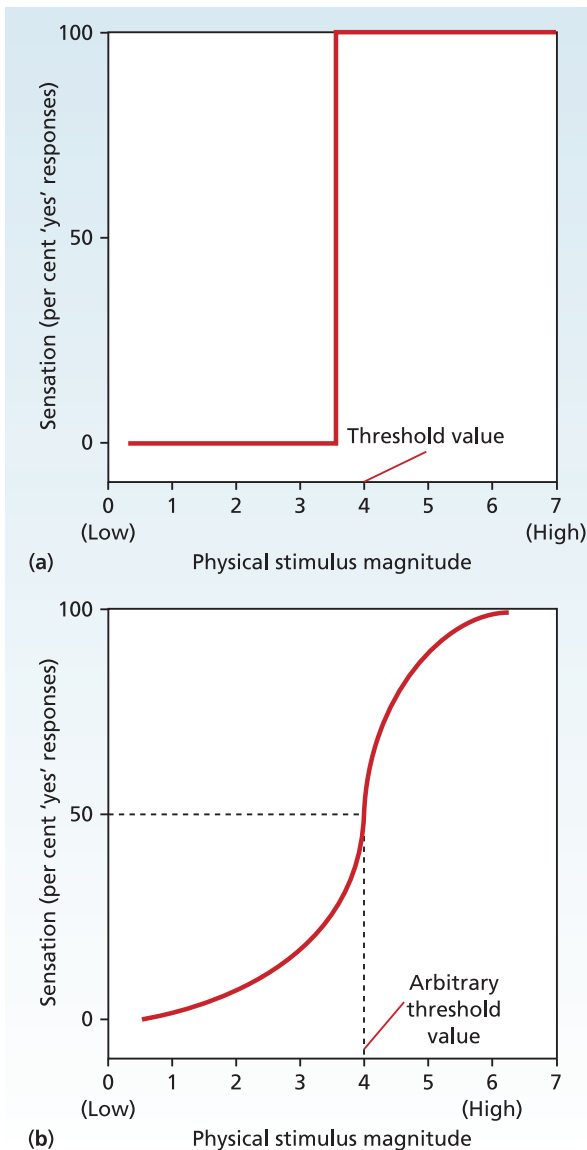 100
50
0
Sensation (per cent 'yes' responses)
Threshold value
0 1 2 3 4 5 6 7
(Low) (High)
(a) Physical stimulus magnitude
100
50
0
Sensation (per cent 'yes' responses)
Arbitrary
threshold
value
0 1 2 3 4 5 6 7
(Low) (High)
(b) Physical stimulus magnitude